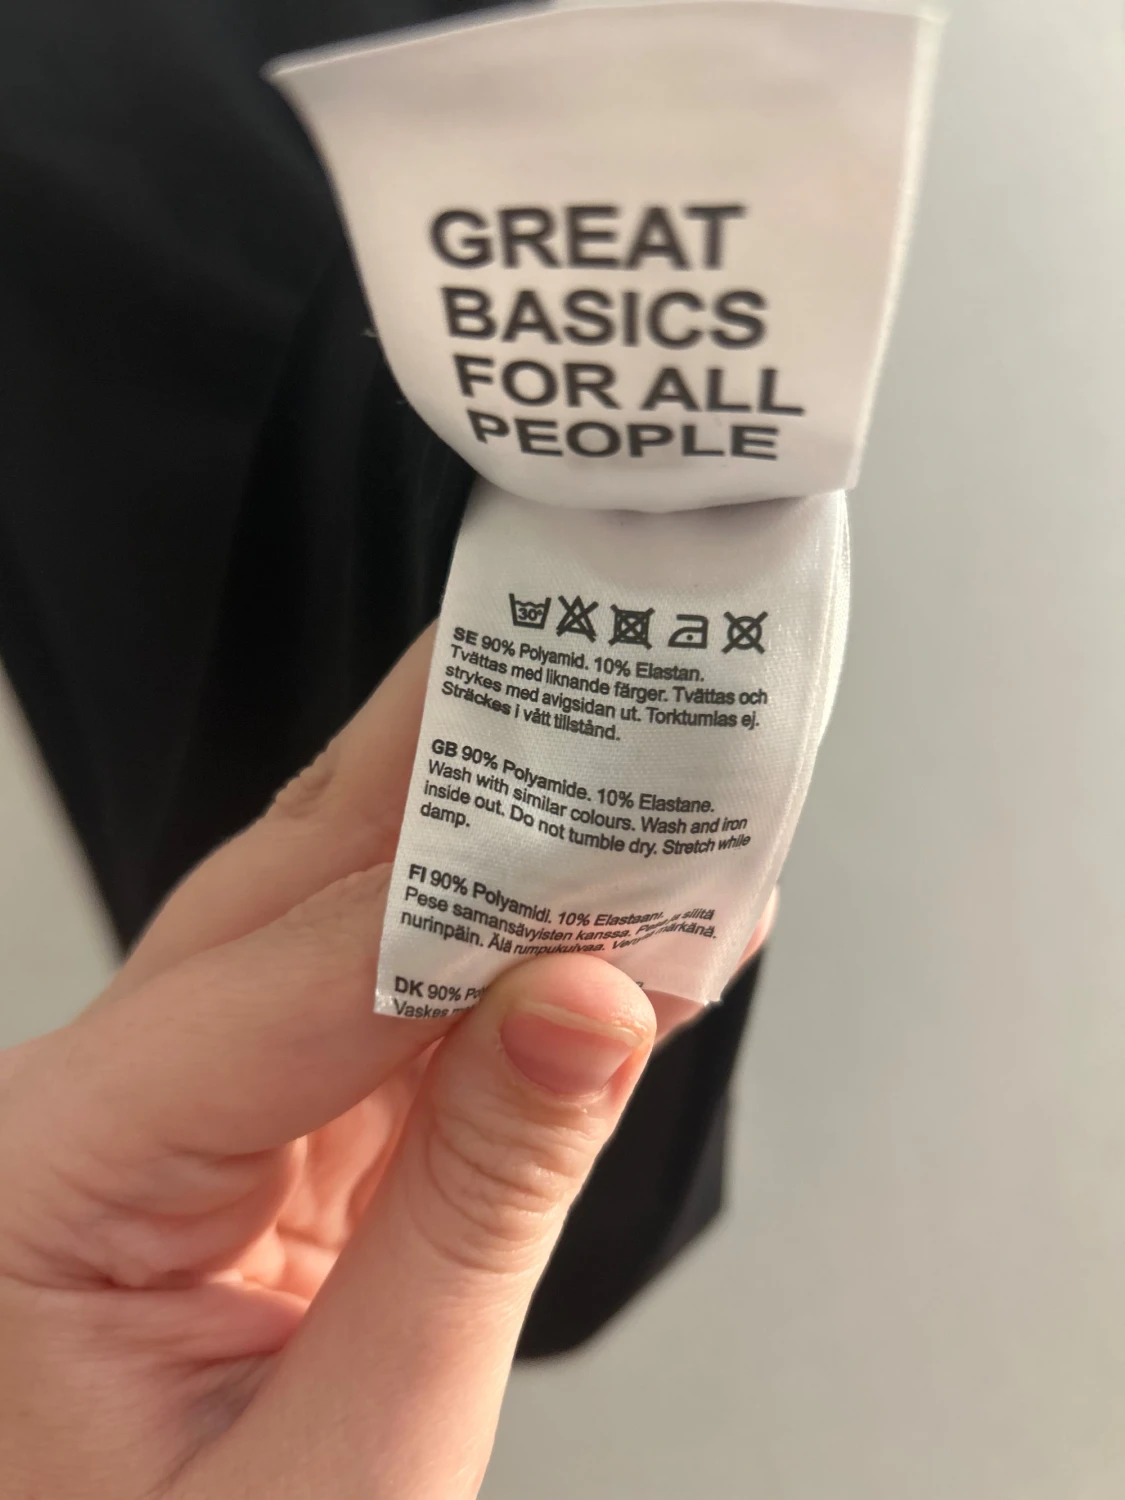 GREAT
BASICS
FOR ALL
PEOPLE
30°
SE 90% Polyamid. 10% Elastan.
Tvättas med liknande färger. Tvättas och
strykes med avigsidan ut. Torktumlas ej.
Sträckes i vått tillstånd.
GB 90% Polyamide. 10% Elastane.
Wash with similar colours. Wash and iron
inside out. Do not tumble dry. Stretch while
damp.
FI 90% Polyamidi. 10% Elastaani.
Pese samansävyisten kanssa. silitä
nurinpäin. Älä rumpukuivaa. märkänä.
DK 90%
Vaskes